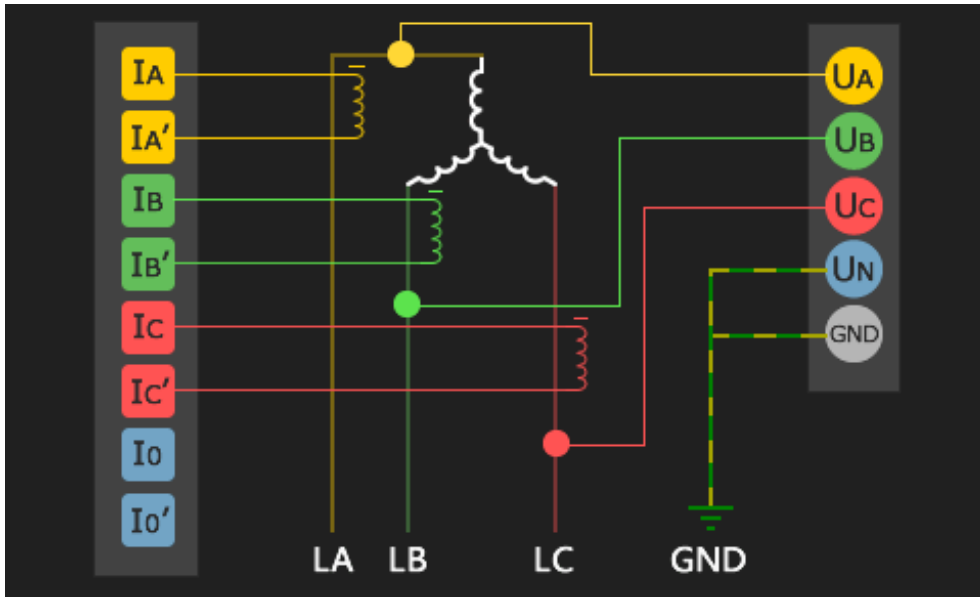 IA
IA′
IB
IB′
IC
IC′
I0
I0′
UA
UB
UC
UN
GND
LA LB LC GND